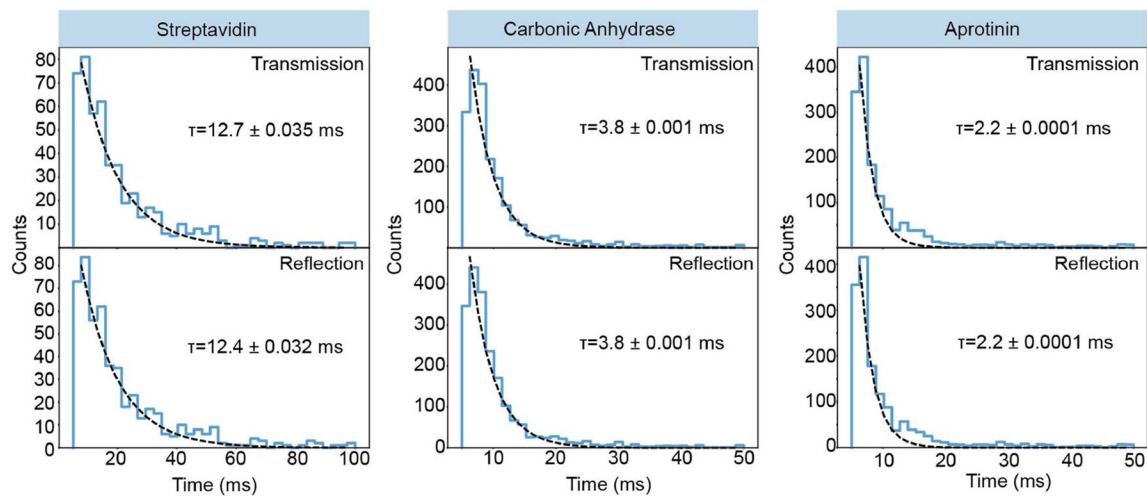 Streptavidin
Carbonic Anhydrase
Aprotinin
Counts
80
70
60
50
40
30
20
10
Transmission
τ=12.7 ± 0.035 ms
80
70
60
50
40
30
20
10
0
Reflection
τ=12.4 ± 0.032 ms
20 40 60 80 100
Time (ms)
Counts
400
300
200
100
Transmission
τ=3.8 ± 0.001 ms
400
300
200
100
0
Reflection
τ=3.8 ± 0.001 ms
10 20 30 40 50
Time (ms)
Counts
400
300
200
100
0
Transmission
τ=2.2 ± 0.0001 ms
400
300
200
100
0
Reflection
τ=2.2 ± 0.0001 ms
10 20 30 40 50
Time (ms)